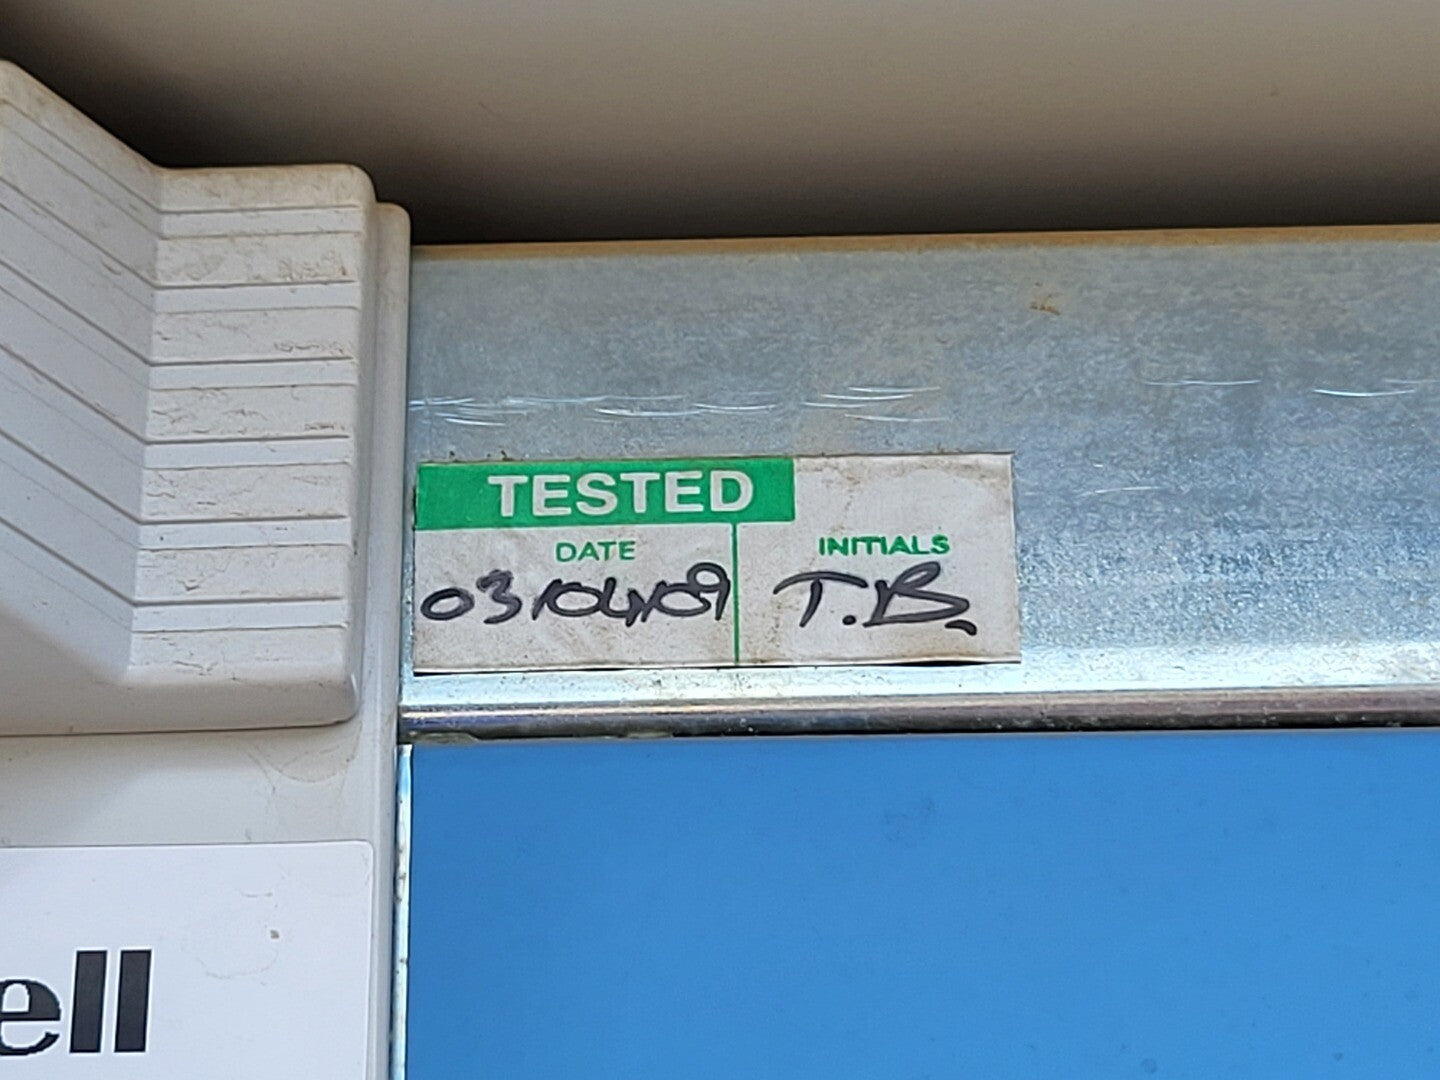 TESTED
DATE
INITIALS
03/04/09
T.B.
ell